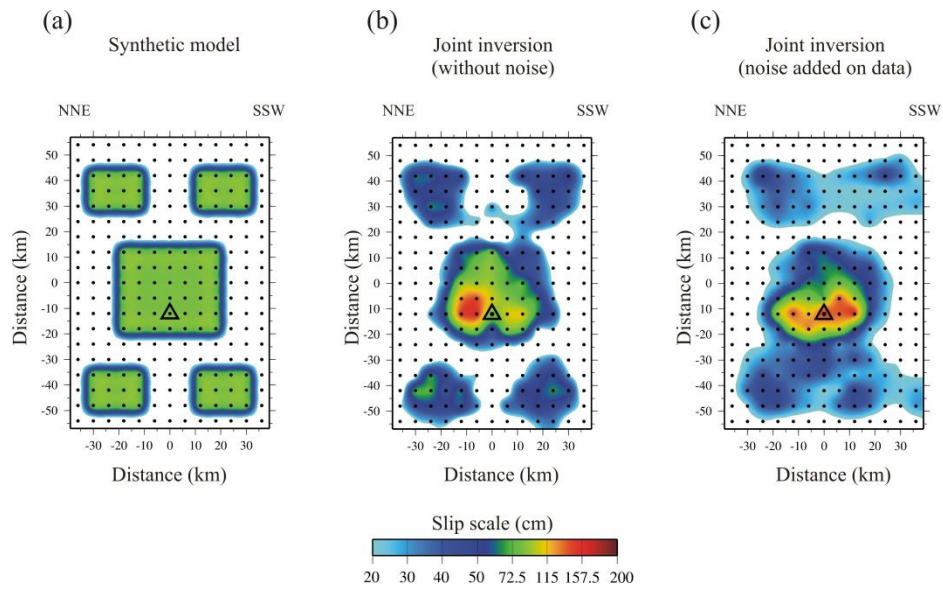 (a)
Synthetic model
NNE SSW
50
40
30
20
10
0
-10
-20
-30
-40
-50
Distance (km)
-30 -20 -10 0 10 20 30
Distance (km)
(b)
Joint inversion
(without noise)
NNE SSW
50
40
30
20
10
0
-10
-20
-30
-40
-50
Distance (km)
-30 -20 -10 0 10 20 30
Distance (km)
(c)
Joint inversion
(noise added on data)
NNE SSW
50
40
30
20
10
0
-10
-20
-30
-40
-50
Distance (km)
-30 -20 -10 0 10 20 30
Distance (km)
Slip scale (cm)
20 30 40 50 72.5 115 157.5 200